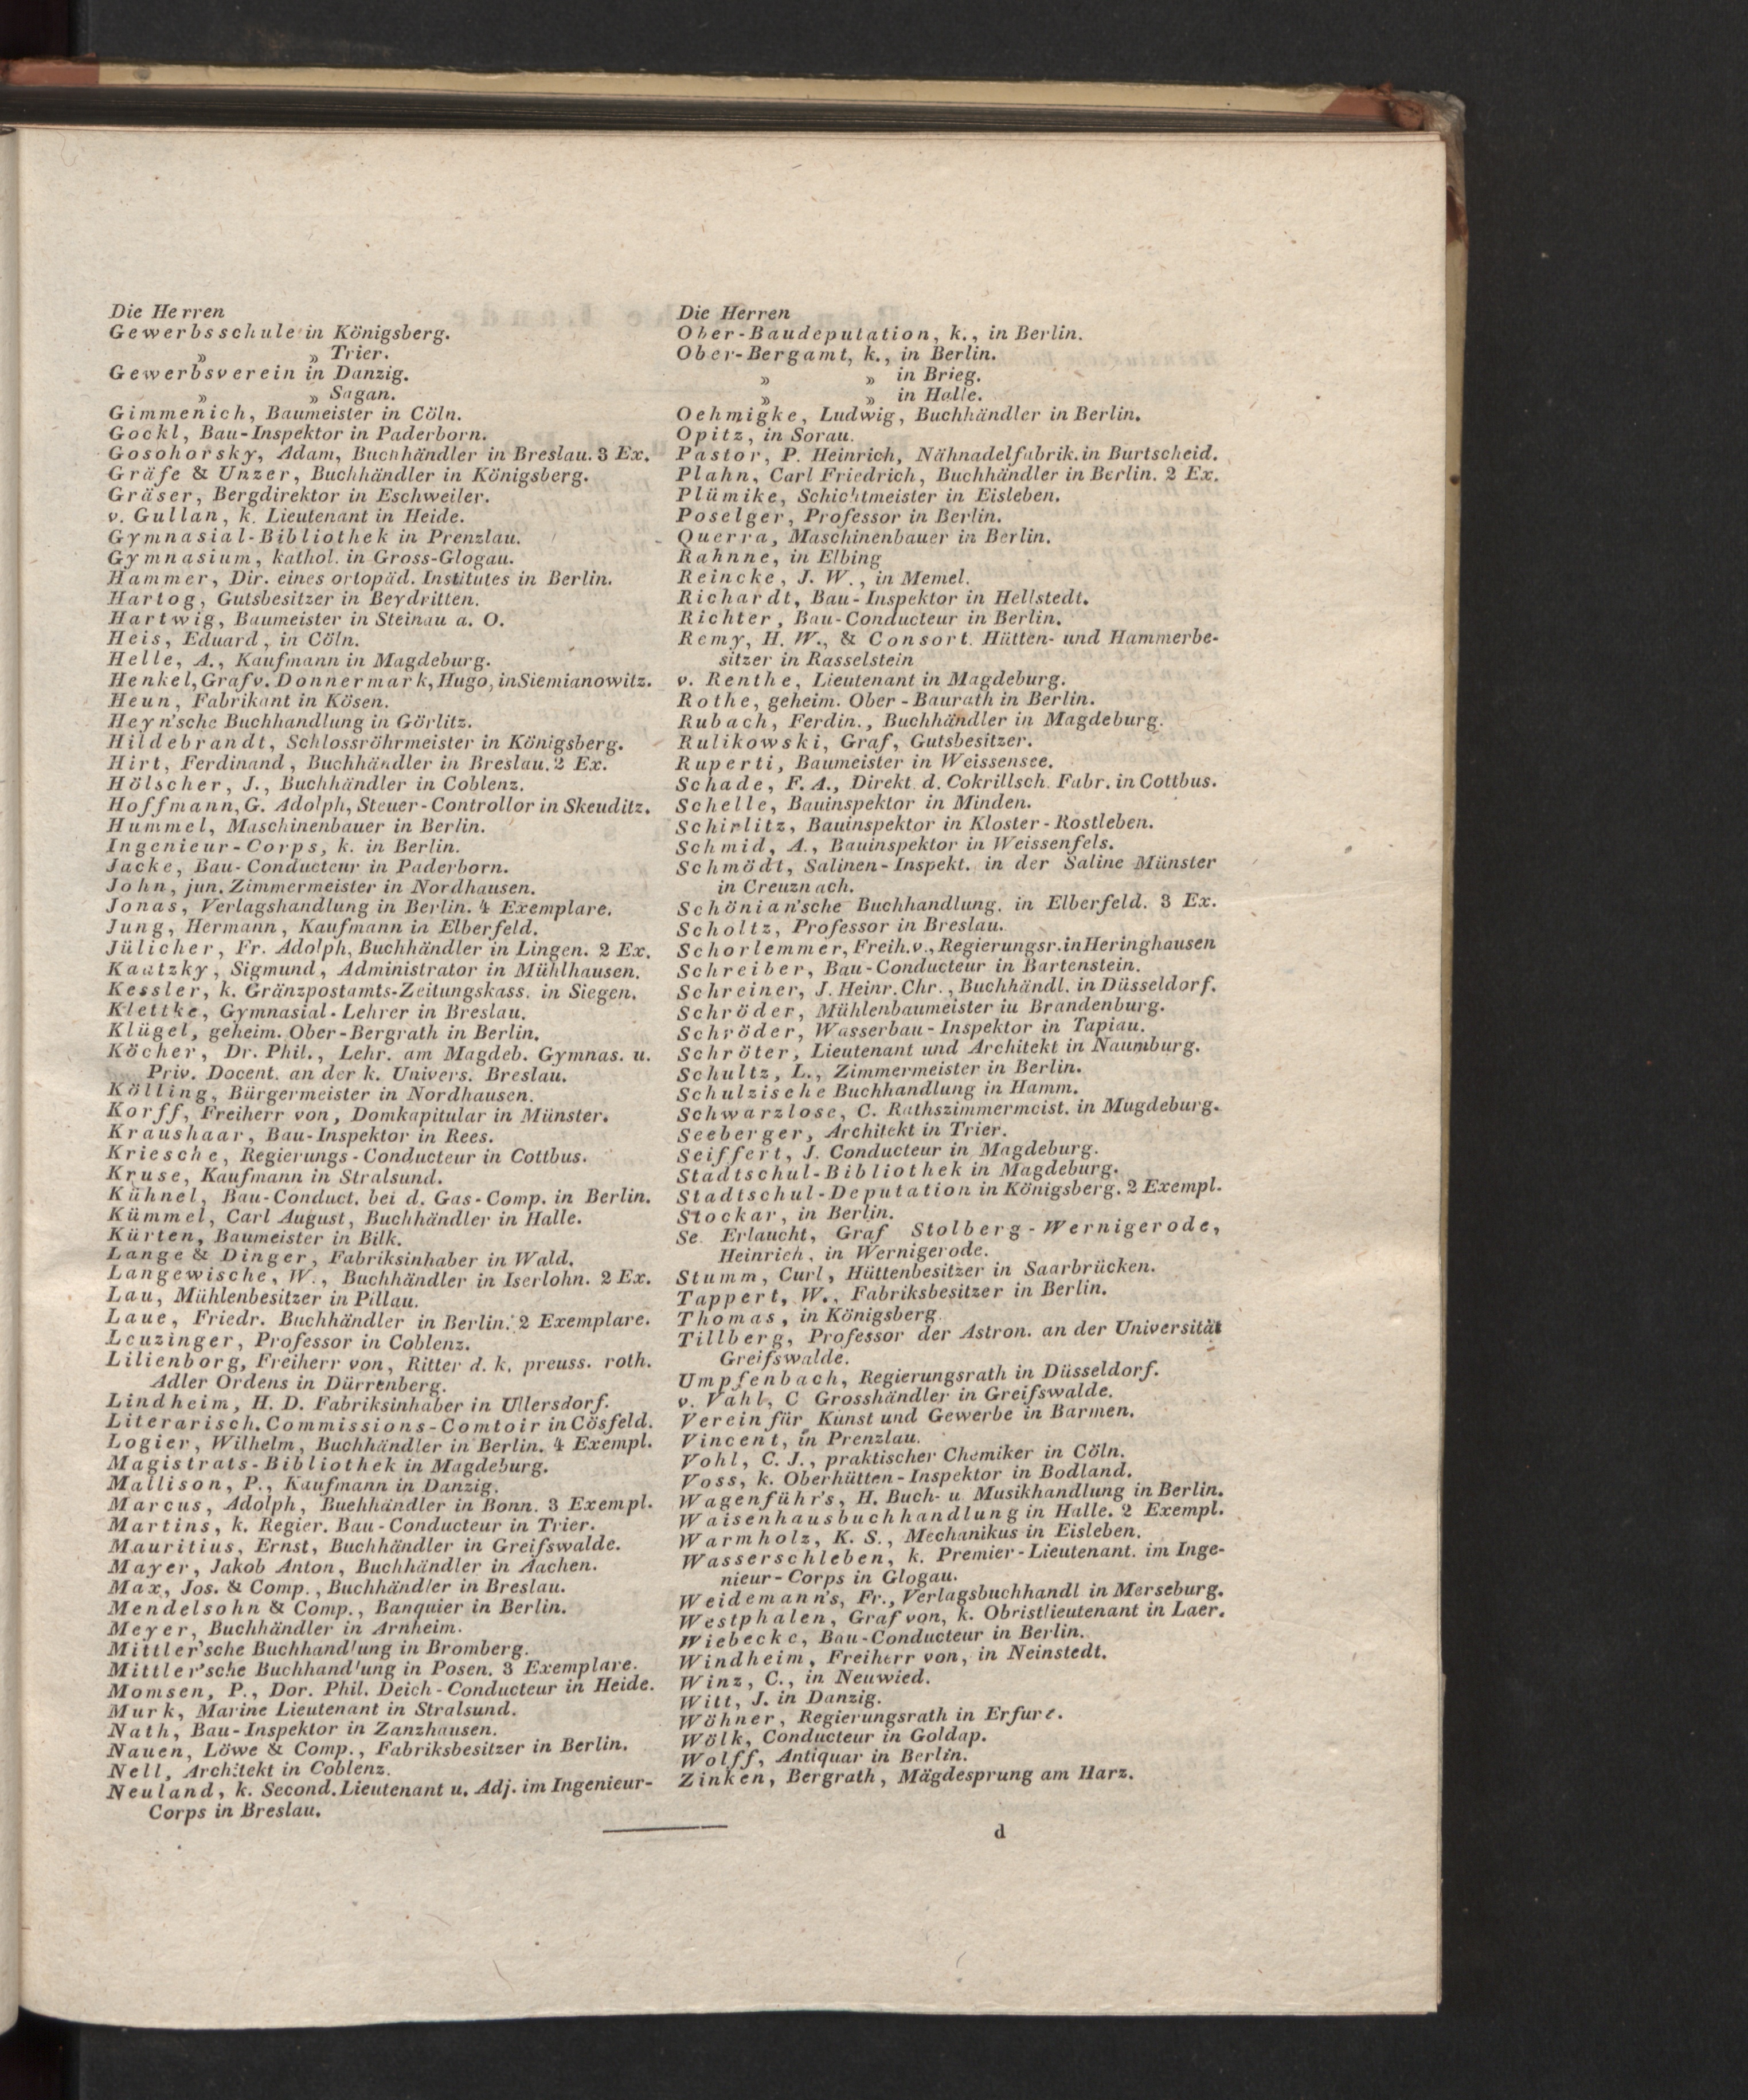 Die Herren
Gewerbsschule in Königsberg.
„ „ Trier.
Gewerbsverein in Danzig.
„ „ Sagan.
Gimmenich, Baumeister in Cöln.
Gockl, Bau-Inspektor in Paderborn.
Gosohorsky, Adam, Buchhändler in Breslau. 3 Ex.
Gräfe & Unzer, Buchhändler in Königsberg.
Gräser, Bergdirektor in Eschweiler.
v. Gullan, k. Lieutenant in Heide.
Gymnasial-Bibliothek in Prenzlau.
Gymnasium, kathol. in Gross-Glogau.
Hammer, Dir. eines ortopäd. Institutes in Berlin.
Hartog, Gutsbesitzer in Beydritten.
Hartwig, Baumeister in Steinau a. O.
Heis, Eduard, in Cöln.
Helle, A., Kaufmann in Magdeburg.
Henkel, Graf v. Donnermark, Hugo, in Siemianowitz.
Heun, Fabrikant in Kösen.
Heyn'sche Buchhandlung in Görlitz.
Hildebrandt, Schlossröhrmeister in Königsberg.
Hirt, Ferdinand, Buchhändler in Breslau. 2 Ex.
Hölscher, J., Buchhändler in Coblenz.
Hoffmann, G. Adolph, Steuer-Controllor in Skeuditz.
Hummel, Maschinenbauer in Berlin.
Ingenieur-Corps, k. in Berlin.
Jacke, Bau-Conducteur in Paderborn.
John, jun. Zimmermeister in Nordhausen.
Jonas, Verlagshandlung in Berlin. 4 Exemplare.
Jung, Hermann, Kaufmann in Elberfeld.
Jülicher, Fr. Adolph, Buchhändler in Lingen. 2 Ex.
Kautzky, Sigmund, Administrator in Mühlhausen.
Kessler, k. Gränzpostamts-Zeitungskass. in Siegen.
Klettke, Gymnasial-Lehrer in Breslau.
Klügel, geheim. Ober-Bergrath in Berlin.
Köcher, Dr. Phil., Lehr. am Magdeb. Gymnas. u.
Priv. Docent. an der k. Univers. Breslau.
Kölling, Bürgermeister in Nordhausen.
Korff, Freiherr von, Domkapitular in Münster.
Kraushaar, Bau-Inspektor in Rees.
Kriesche, Regierungs-Conducteur in Cottbus.
Kruse, Kaufmann in Stralsund.
Kühnel, Bau-Conduct. bei d. Gas-Comp. in Berlin.
Kümmel, Carl August, Buchhändler in Halle.
Kürten, Baumeister in Bilk.
Lange & Dinger, Fabriksinhaber in Wald.
Langewische, W., Buchhändler in Iserlohn. 2 Ex.
Lau, Mühlenbesitzer in Pillau.
Laue, Friedr. Buchhändler in Berlin. 2 Exemplare.
Leuzinger, Professor in Coblenz.
Lilienborg, Freiherr von, Ritter d. k. preuss. roth.
Adler Ordens in Dürrenberg.
Lindheim, H. D. Fabriksinhaber in Ullersdorf.
Literarisch. Commissions-Comtoir in Cösfeld.
Logier, Wilhelm, Buchhändler in Berlin. 4 Exempl.
Magistrats-Bibliothek in Magdeburg.
Mallison, P., Kaufmann in Danzig.
Marcus, Adolph, Buehhändler in Bonn. 3 Exempl.
Martins, k. Regier. Bau-Conducteur in Trier.
Mauritius, Ernst, Buchhändler in Greifswalde.
Mayer, Jakob Anton, Buchhändler in Aachen.
Max, Jos. & Comp., Buchhändler in Breslau.
Mendelsohn & Comp., Banquier in Berlin.
Meyer, Buchhändler in Arnheim.
Mittler'sche Buchhandlung in Bromberg.
Mittler'sche Buchhandlung in Posen. 3 Exemplare.
Momsen, P., Dor. Phil. Deich-Conducteur in Heide.
Murk, Marine Lieutenant in Stralsund.
Nath, Bau-Inspektor in Zanzhausen.
Nauen, Löwe & Comp., Fabriksbesitzer in Berlin.
Nell, Architekt in Coblenz.
Neuland, k. Second. Lieutenant u. Adj. im Ingenieur-
Corps in Breslau.
Die Herren
Ober-Baudeputation, k., in Berlin.
Ober-Bergamt, k., in Berlin.
„ „ in Brieg.
„ „ in Halle.
Oehmigke, Ludwig, Buchhändler in Berlin.
Opitz, in Sorau.
Pastor, P. Heinrich, Nähnadelfabrik. in Burtscheid.
Plahn, Carl Friedrich, Buchhändler in Berlin. 2 Ex.
Plümike, Schichtmeister in Eisleben.
Poselger, Professor in Berlin.
Querra, Maschinenbauer in Berlin.
Rahnne, in Elbing
Reincke, J. W., in Memel.
Richardt, Bau-Inspektor in Hellstedt.
Richter, Bau-Conducteur in Berlin.
Remy, H. W., & Consort. Hütten- und Hammerbe-
sitzer in Rasselstein
v. Renthe, Lieutenant in Magdeburg.
Rothe, geheim. Ober-Baurath in Berlin.
Rubach, Ferdin., Buchhändler in Magdeburg.
Rulikowski, Graf, Gutsbesitzer.
Ruperti, Baumeister in Weissensee.
Schade, F. A., Direkt. d. Cokrillsch. Fabr. in Cottbus.
Schelle, Bauinspektor in Minden.
Schirlitz, Bauinspektor in Kloster-Rostleben.
Schmid, A., Bauinspektor in Weissenfels.
Schmödt, Salinen-Inspekt. in der Saline Münster
in Creuznach.
Schönian'sche Buchhandlung. in Elberfeld. 3 Ex.
Scholtz, Professor in Breslau.
Schorlemmer, Freih. v., Regierungsr. in Heringhausen
Schreiber, Bau-Conducteur in Bartenstein.
Schreiner, J. Heinr. Chr., Buchhändl. in Düsseldorf.
Schröder, Mühlenbaumeister iu Brandenburg.
Schröder, Wasserbau-Inspektor in Tapiau.
Schröter, Lieutenant und Architekt in Naumburg.
Schultz, L., Zimmermeister in Berlin.
Schulzische Buchhandlung in Hamm.
Schwarzlose, C. Rathszimmermeist. in Magdeburg.
Seeberger, Architekt in Trier.
Seiffert, J. Conducteur in Magdeburg.
Stadtschul-Bibliothek in Magdeburg.
Stadtschul-Deputation in Königsberg. 2 Exempl.
Stockar, in Berlin.
Se. Erlaucht, Graf Stolberg-Wernigerode,
Heinrich, in Wernigerode.
Stumm, Curl, Hüttenbesitzer in Saarbrücken.
Tappert, W., Fabriksbesitzer in Berlin.
Thomas, in Königsberg
Tillberg, Professor der Astron. an der Universität
Greifswalde.
Umpfenbach, Regierungsrath in Düsseldorf.
v. Vahl, C Grosshändler in Greifswalde.
Verein für Kunst und Gewerbe in Barmen.
Vincent, in Prenzlau.
Vohl, C. J., praktischer Chemiker in Cöln.
Voss, k. Oberhütten-Inspektor in Bodland.
Wagenführ's, H. Buch- u Musikhandlung in Berlin.
Waisenhausbuchhandlung in Halle. 2 Exempl.
Warmholz, K. S., Mechanikus in Eisleben.
Wasserschleben, k. Premier-Lieutenant. im Inge-
nieur-Corps in Glogau.
Weidemann's, Fr., Verlagsbuchhandl in Merseburg.
Westphalen, Graf von, k. Obristlieutenant in Laer.
Wiebecke, Bau-Conducteur in Berlin.
Windheim, Freiherr von, in Neinstedt.
Winz, C., in Neuwied.
Witt, J. in Danzig.
Wöhner, Regierungsrath in Erfurt.
Wölk, Conducteur in Goldap.
Wolff, Antiquar in Berlin.
Zinken, Bergrath, Mägdesprung am Harz.
d